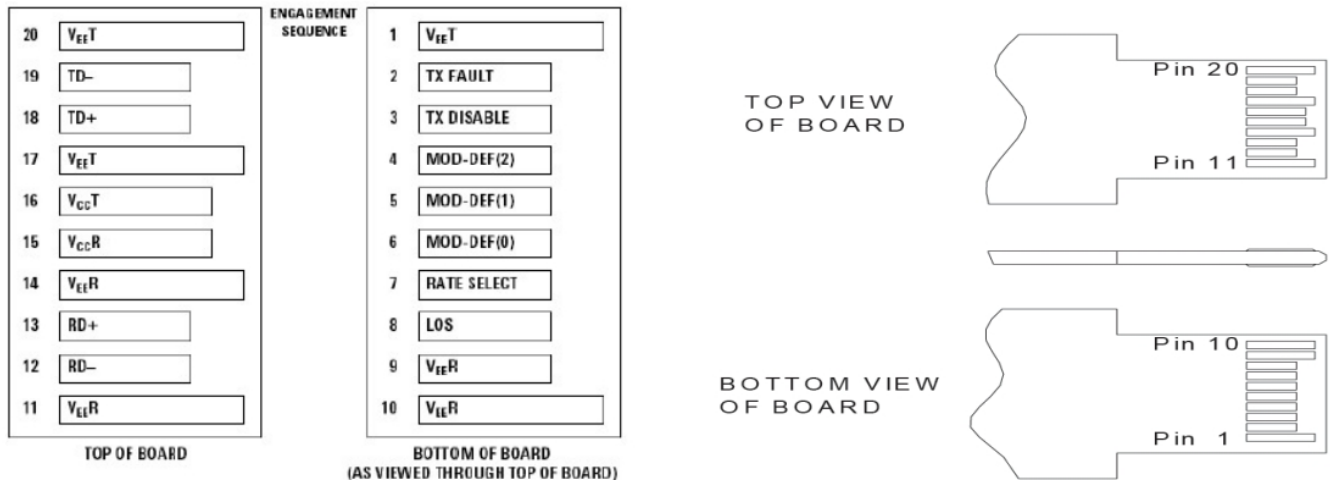 ENGAGEMENT
SEQUENCE
20 VEET
19 TD–
18 TD+
17 VEET
16 VCCT
15 VCCR
14 VEER
13 RD+
12 RD–
11 VEER
TOP OF BOARD
1 VEET
2 TX FAULT
3 TX DISABLE
4 MOD-DEF(2)
5 MOD-DEF(1)
6 MOD-DEF(0)
7 RATE SELECT
8 LOS
9 VEER
10 VEER
BOTTOM OF BOARD
(AS VIEWED THROUGH TOP OF BOARD)
TOP VIEW
OF BOARD
Pin 20
Pin 11
BOTTOM VIEW
OF BOARD
Pin 10
Pin 1